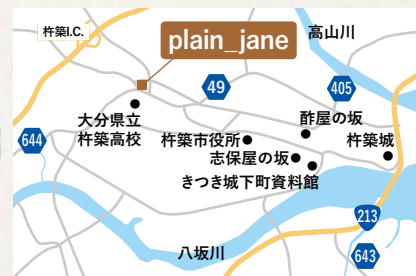 杵築I.C.
plain_jane
高山川
49
405
大分県立
杵築高校
644
杵築市役所
酢屋の坂
志保屋の坂
杵築城
きつき城下町資料館
213
八坂川
643